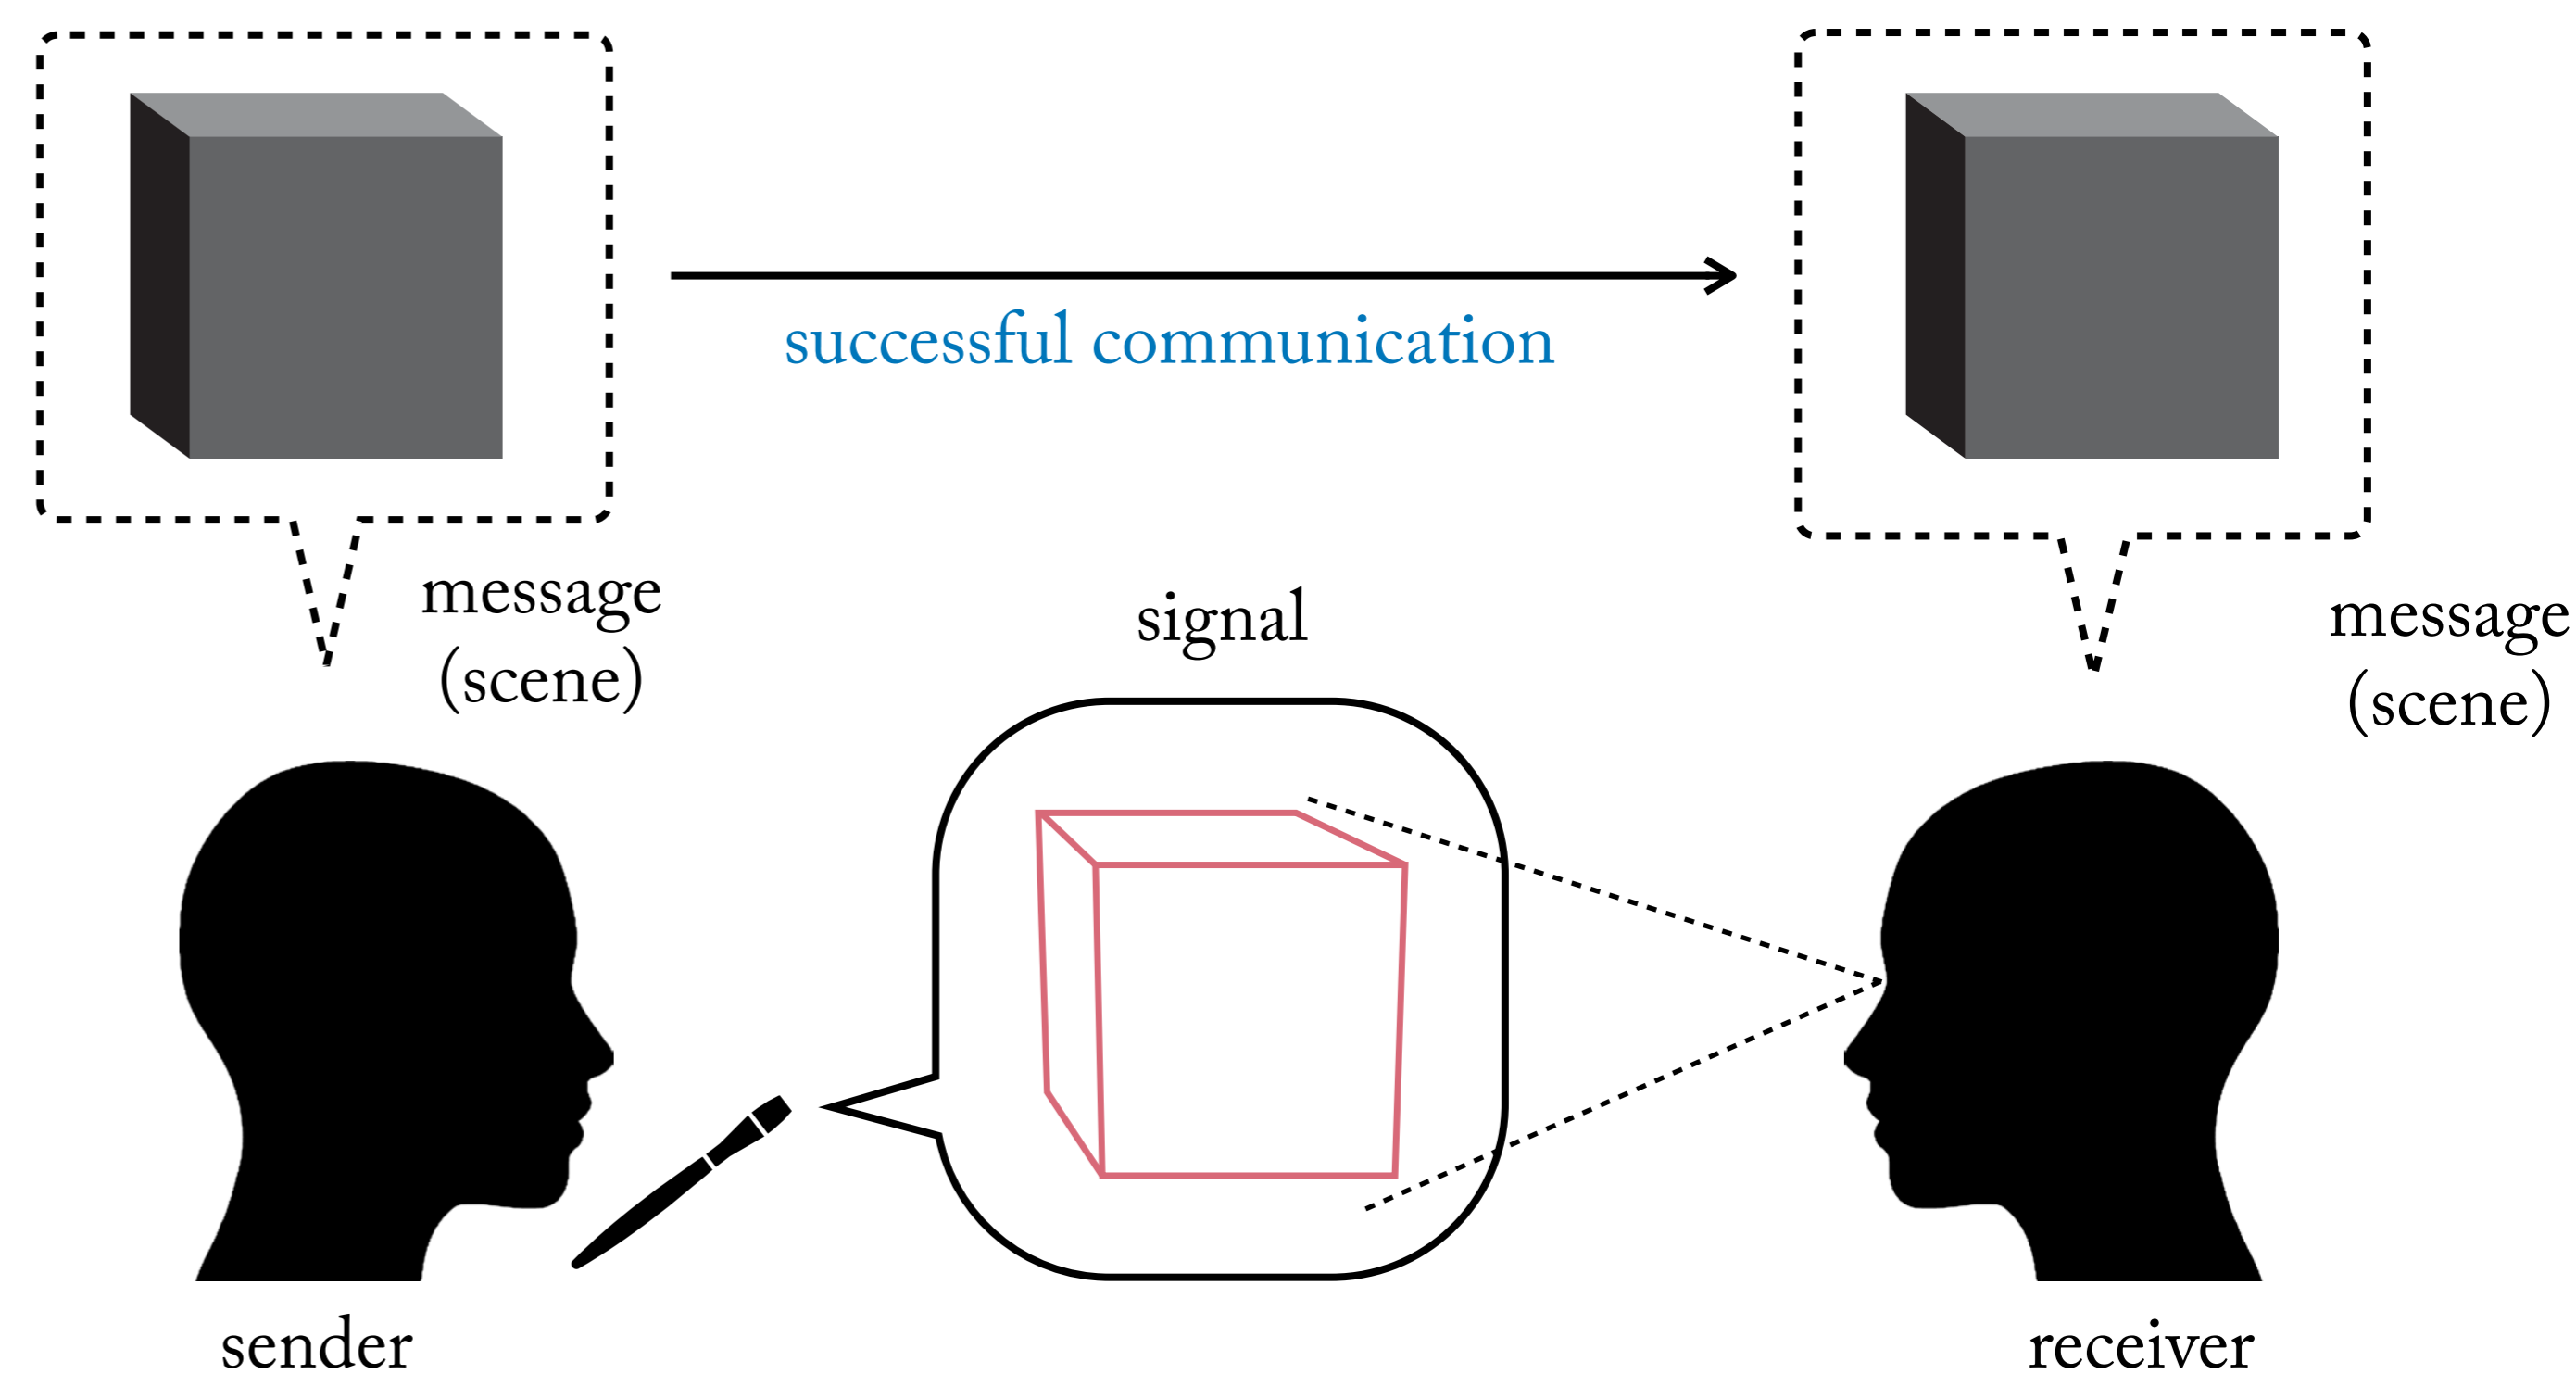 successful communication
message
(scene)
signal
message
(scene)
sender
receiver